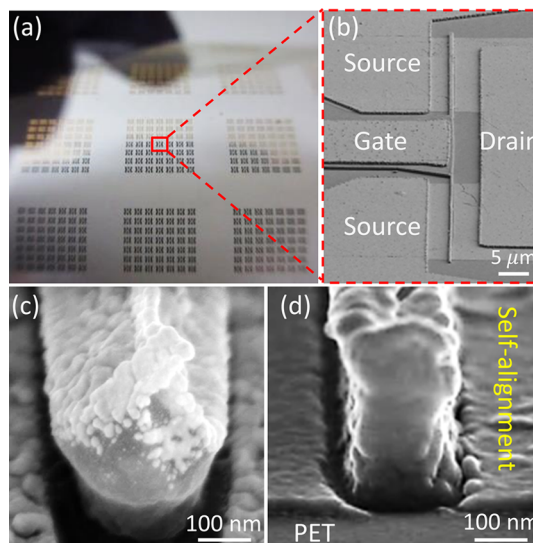 (a)
(b)
Source
Gate
Drain
Source
5 μm
(c)
(d)
Self-alignment
100 nm
PET
100 nm